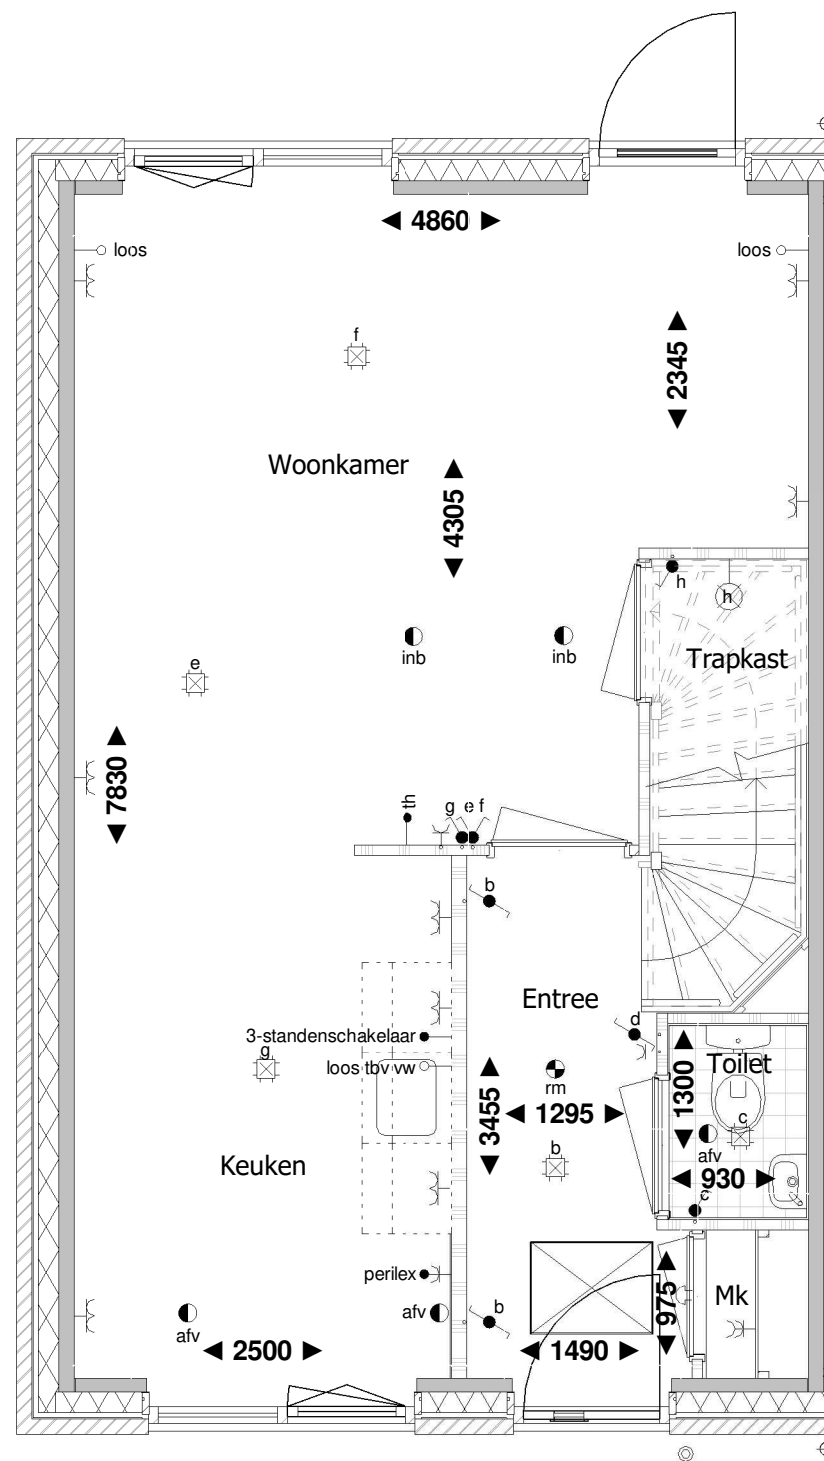 4860
loos
loos
f
2345
Woonkamer
4305
h
h
Trapkast
inb
inb
e
7830
th
g e f
b
Entree
d
3-standenschakelaar
g
loos tbv vw
rm
Toilet
1300
3455
1295
c
afv
b
Keuken
930
c
perilex
975
Mk
afv
afv
b
2500
1490